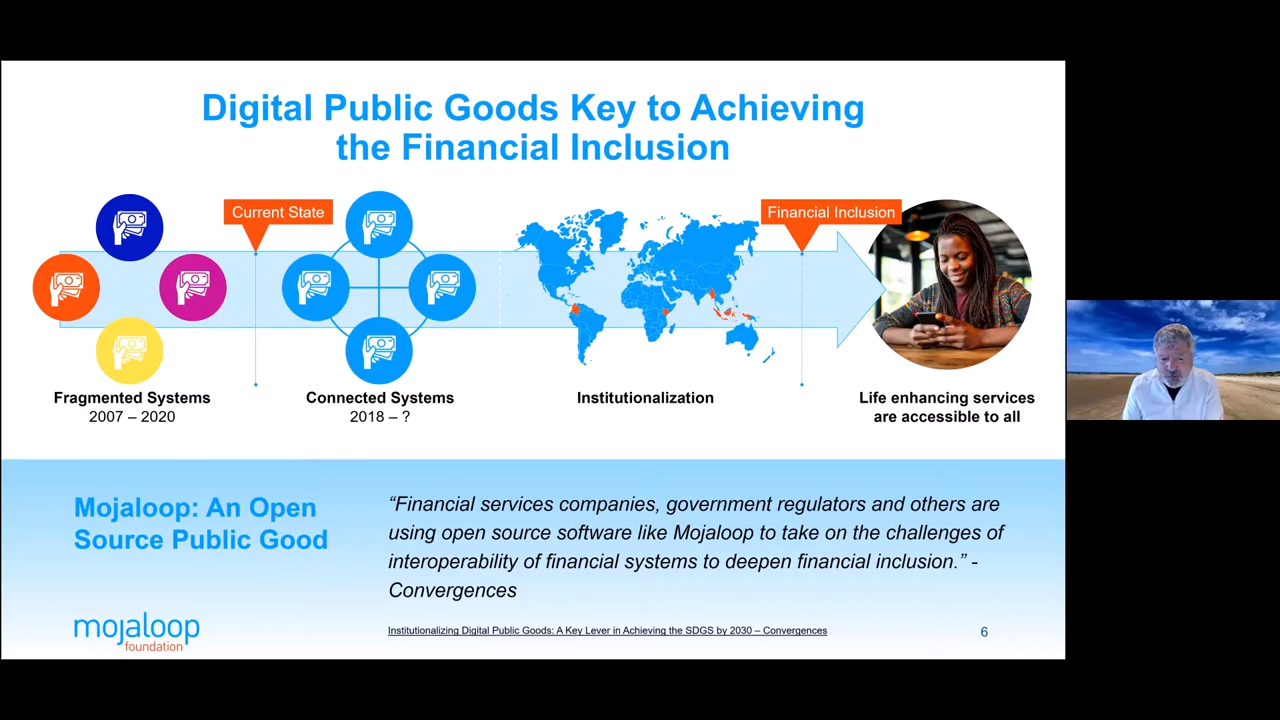 Digital Public Goods Key to Achieving
the Financial Inclusion
Current State
Financial Inclusion
Fragmented Systems
2007 – 2020
Connected Systems
2018 – ?
Institutionalization
Life enhancing services
are accessible to all
Mojaloop: An Open
Source Public Good
“Financial services companies, government regulators and others are
using open source software like Mojaloop to take on the challenges of
interoperability of financial systems to deepen financial inclusion.” -
Convergences
mojaloop
foundation
Institutionalizing Digital Public Goods: A Key Lever in Achieving the SDGS by 2030 – Convergences
6